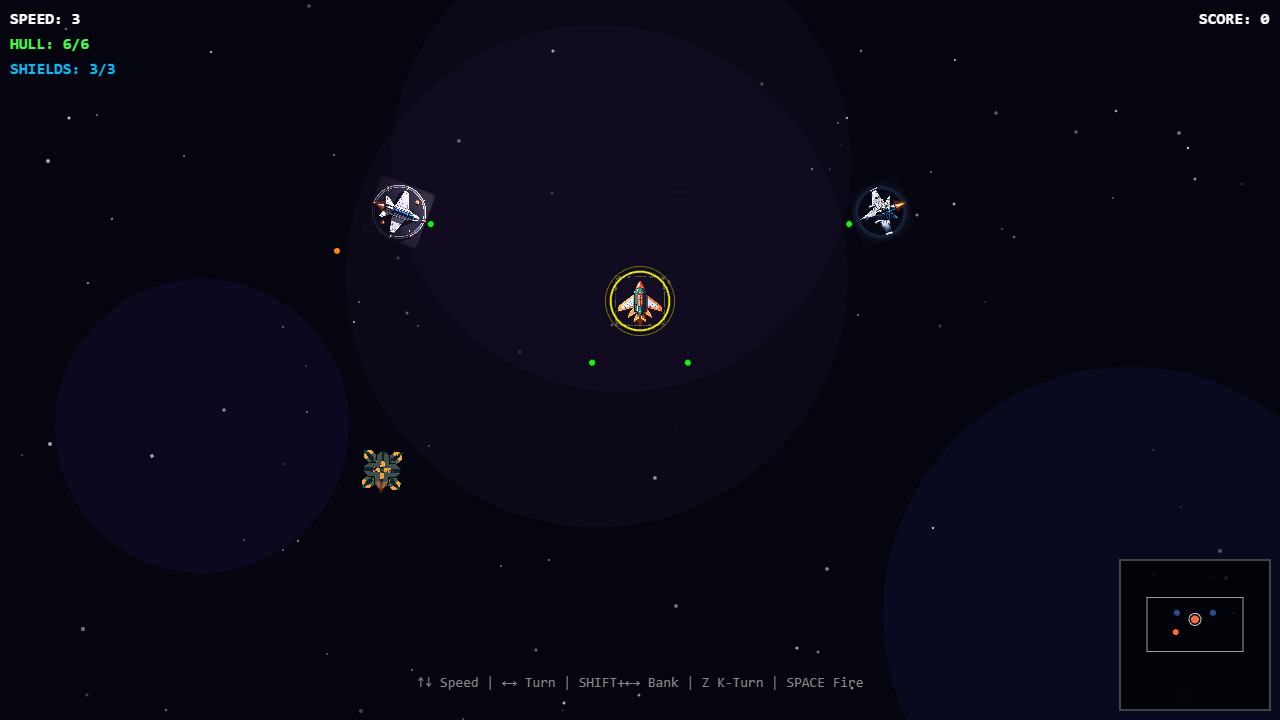 SPEED: 3
SCORE: 0
HULL: 6/6
SHIELDS: 3/3
↑↓ Speed | ←→ Turn | SHIFT+←→ Bank | Z K-Turn | SPACE Fire